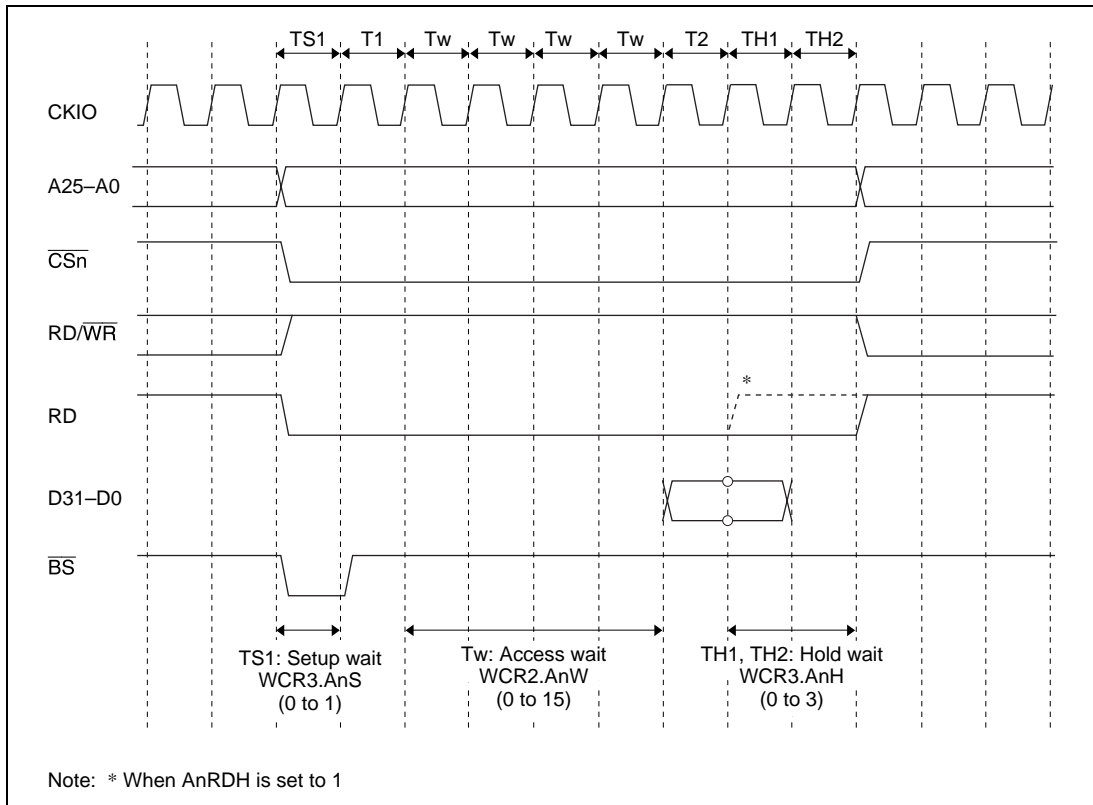 TS1 T1 Tw Tw Tw Tw T2 TH1 TH2
CKIO
A25–A0
CSn
RD/WR
*
RD
D31–D0
BS
TS1: Setup wait
WCR3.AnS
(0 to 1)
Tw: Access wait
WCR2.AnW
(0 to 15)
TH1, TH2: Hold wait
WCR3.AnH
(0 to 3)
Note: * When AnRDH is set to 1